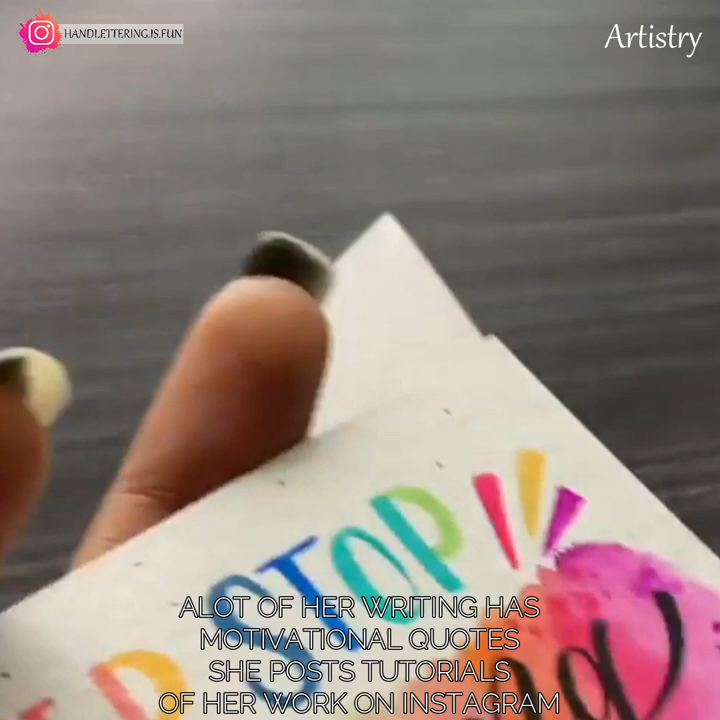 HANDLETTERING.IS.FUN
Artistry
STOP
ALOT OF HER WRITING HAS
MOTIVATIONAL QUOTES
SHE POSTS TUTORIALS
OF HER WORK ON INSTAGRAM